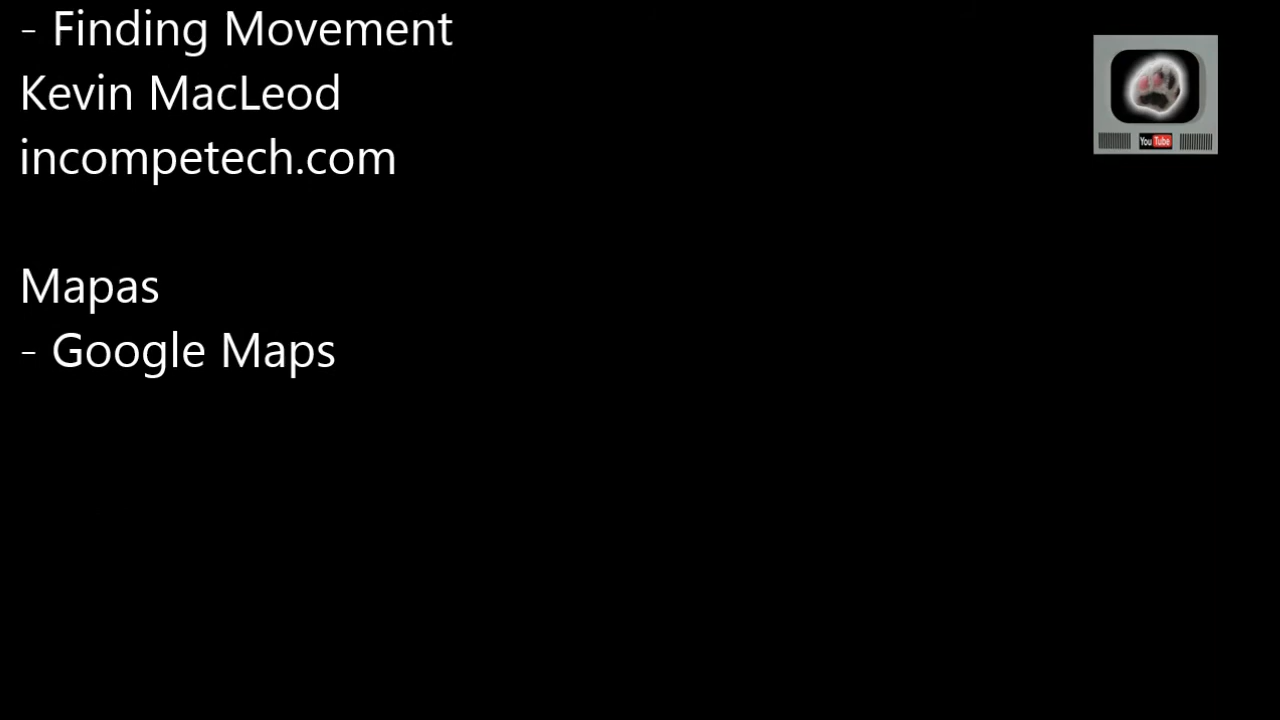 - Finding Movement
Kevin MacLeod
incompetech.com
Mapas
- Google Maps
You Tube